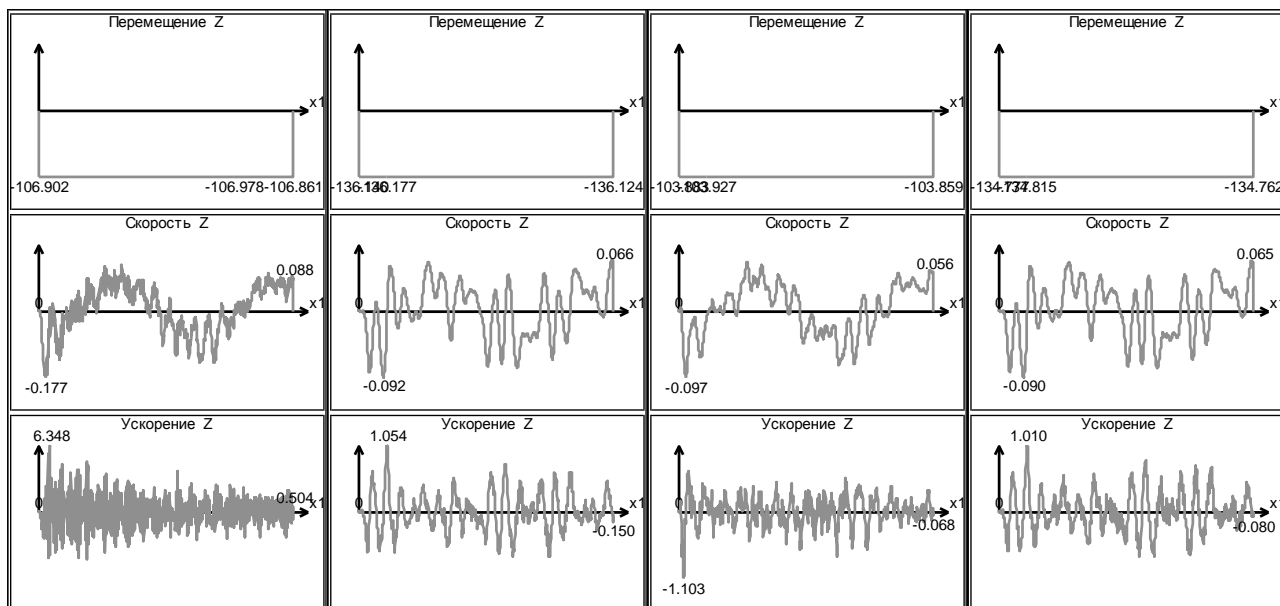 Перемещение Z
x1
-106.902
-106.978
-106.861
Перемещение Z
x1
-136.177
-136.124
Перемещение Z
x1
-103.927
-103.859
Перемещение Z
x1
-134.762
Скорость Z
0.088
0
x1
-0.177
Скорость Z
0.066
0
x1
-0.092
Скорость Z
0.056
0
x1
-0.097
Скорость Z
0.065
0
x1
-0.090
Ускорение Z
6.348
0
0.504
x1
Ускорение Z
1.054
0
x1
-0.150
Ускорение Z
0
x1
-0.068
-1.103
Ускорение Z
1.010
0
x1
-0.080